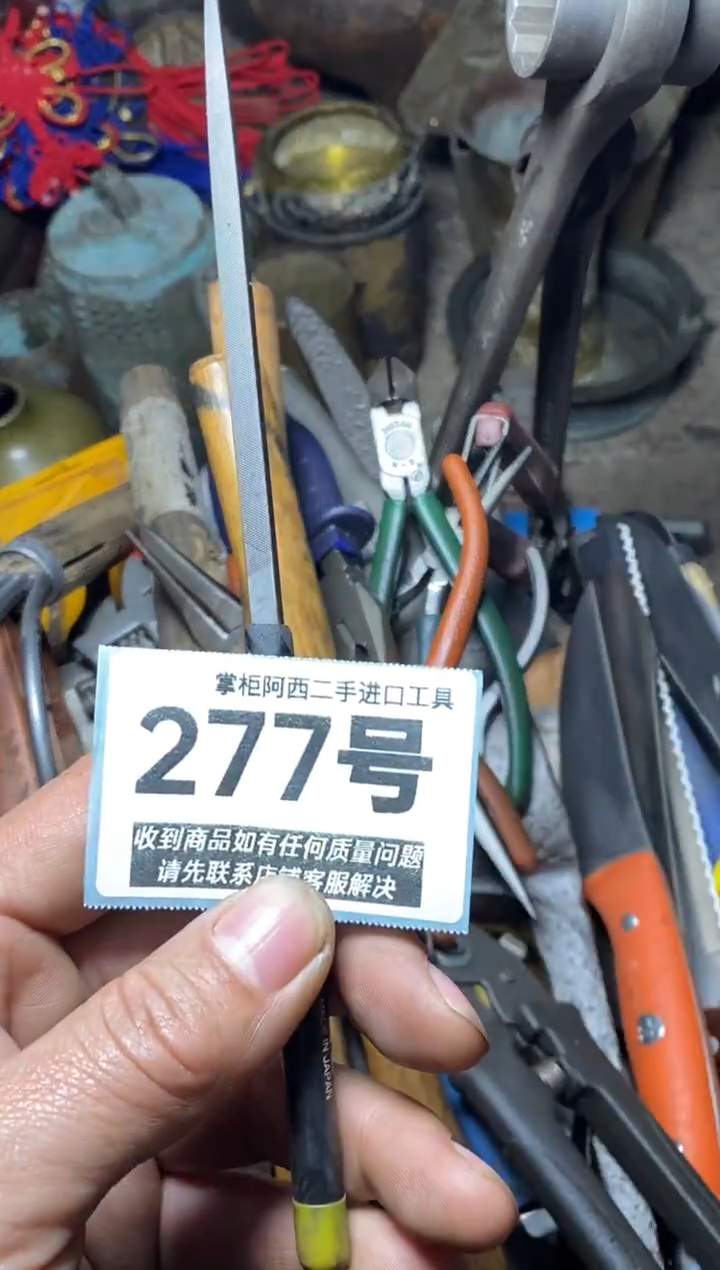 掌柜阿西二手进口工具
277号
收到商品如有任何质量问题
请先联系店铺客服解决
MADE IN JAPAN